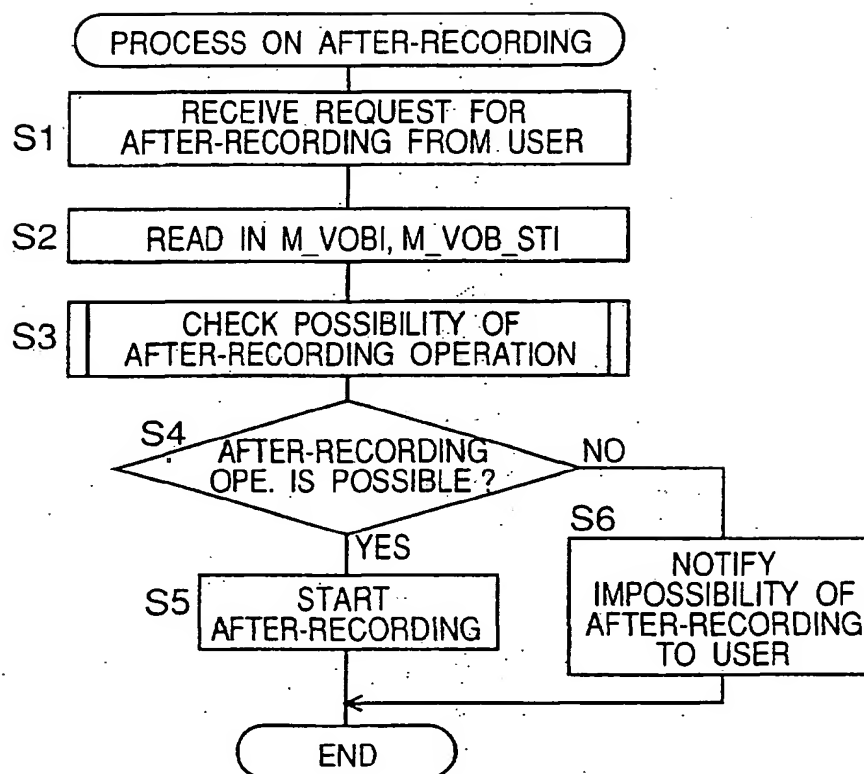 PROCESS ON AFTER-RECORDING
S1
RECEIVE REQUEST FOR
AFTER-RECORDING FROM USER
S2
READ IN M_VOBI, M_VOB_STI
S3
CHECK POSSIBILITY OF
AFTER-RECORDING OPERATION
S4
AFTER-RECORDING
OPE. IS POSSIBLE ?
NO
YES
S5
START
AFTER-RECORDING
S6
NOTIFY
IMPOSSIBILITY OF
AFTER-RECORDING
TO USER
END